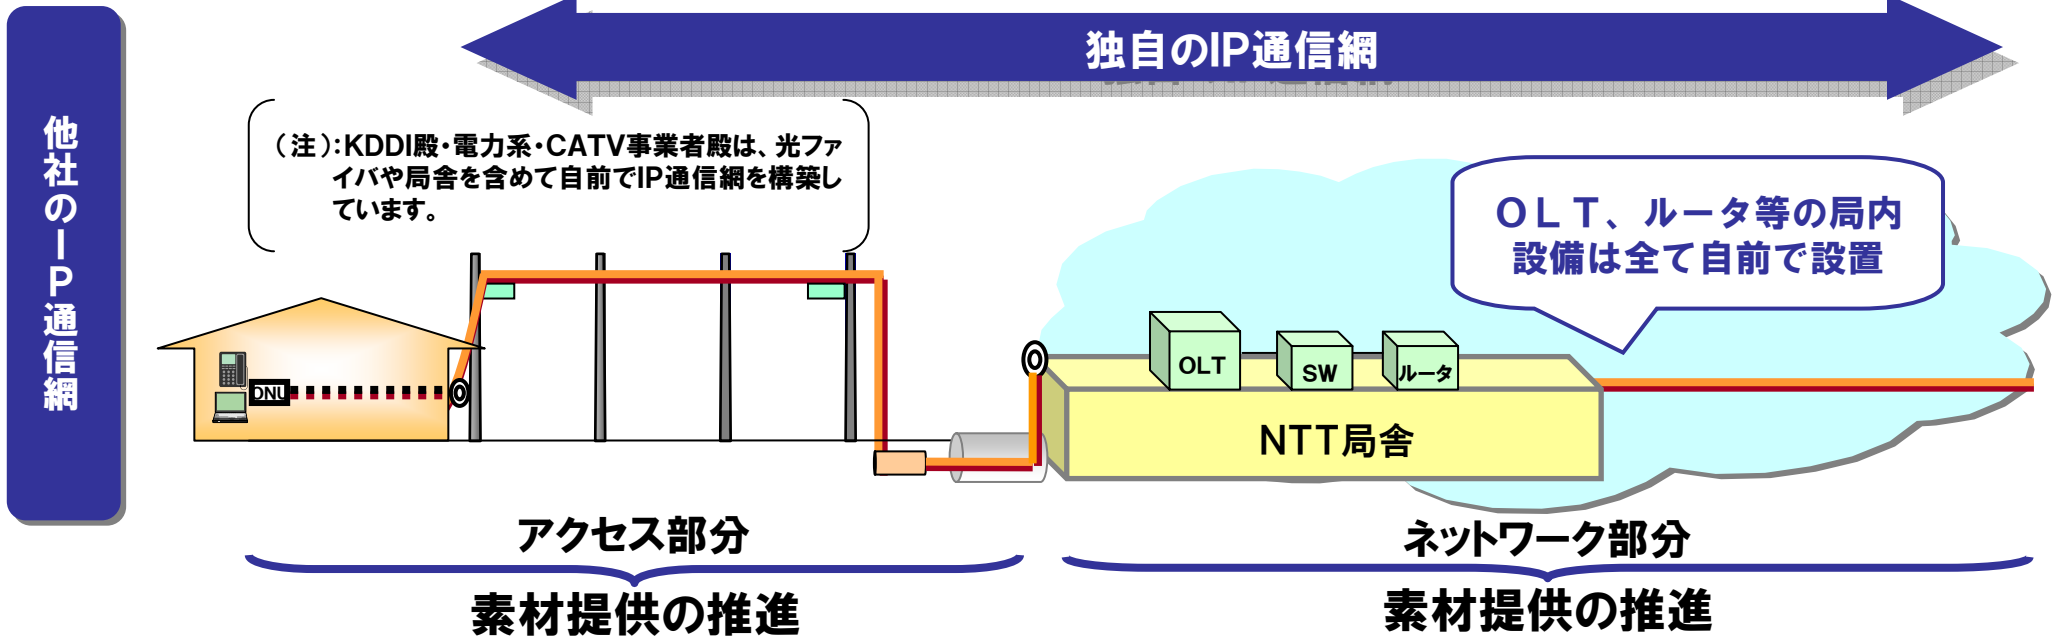 独自のIP通信網
他社のIP通信網
(注):KDDI殿・電力系・CATV事業者殿は、光ファ
イバや局舎を含めて自前でIP通信網を構築し
ています。
OLT、ルータ等の局内
設備は全て自前で設置
OLT
SW
ルータ
ONU
NTT局舎
アクセス部分
ネットワーク部分
素材提供の推進
素材提供の推進